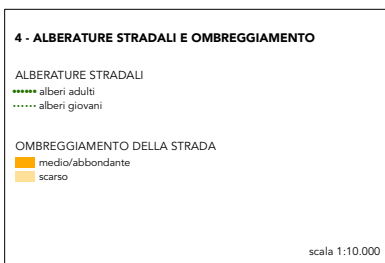 4 - ALBERATURE STRADALI E OMBREGGIAMENTO
ALBERATURE STRADALI
alberi adulti
alberi giovani
OMBREGGIAMENTO DELLA STRADA
medio/abbondante
scarso
scala 1:10.000